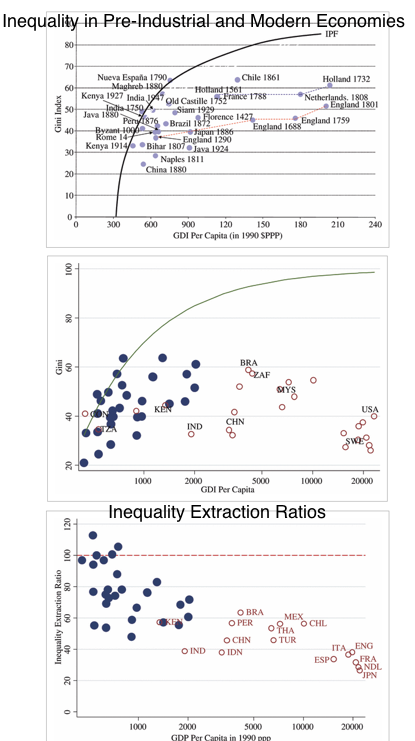 Inequality in Pre-Industrial and Modern Economies
IPF
80
70
60
50
40
30
20
10
0
Gini Index
Nueva España 1790
Maghreb 1880
Kenya 1927
India 1947
India 1750
Java 1880
Peru 1876
Byzant 1000
Rome 14
Kenya 1914
Chile 1861
Holland 1732
Holland 1561
France 1788
Netherlands. 1808
Old Castille 1752
England 1801
Siam 1929
Florence 1427
England 1759
Brazil 1872
England 1688
Japan 1886
England 1290
Bihar 1807
Java 1924
Naples 1811
China 1880
0 300 600 900 1200 1500 1800 210 240
GDI Per Capita (in 1990 $PPP)
100
80
60
40
20
Gini
BRA
ZAF
MYS
KEN
USA
CHN
IND
TZA
SWE
1000 2000 5000 10000 20000
GDI Per Capita
Inequality Extraction Ratios
120
100
80
60
40
20
0
Inequality Extraction Ratio
BRA
MEX
KEN
PER
CHL
THA
CHN
TUR
IND
IDN
ITA
ENG
ESP
FRA
NDL
JPN
1000 2000 5000 10000 20000
GDP Per Capita in 1990 ppp